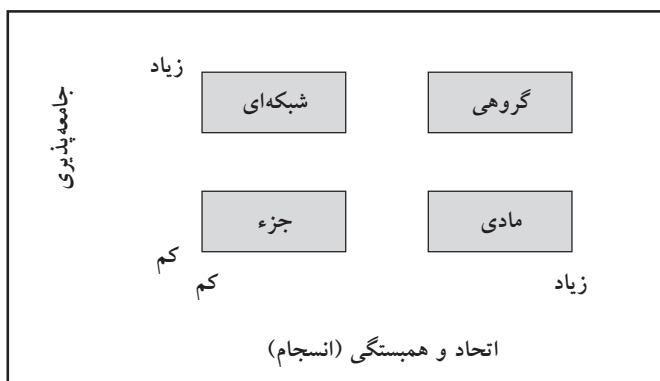 زیاد
گروهی
شبکه‌ای
جامعه‌پذیری
مادی
جزء
کم
زیاد
کم
اتحاد و همبستگی (انسجام)